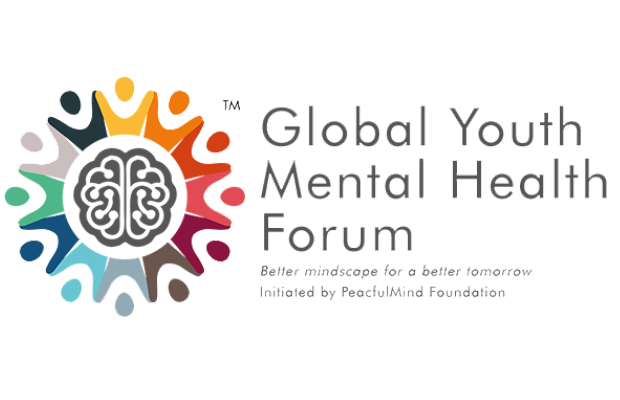 TM
Global Youth
Mental Health
Forum
Better mindscape for a better tomorrow
Initiated by PeacfulMind Foundation